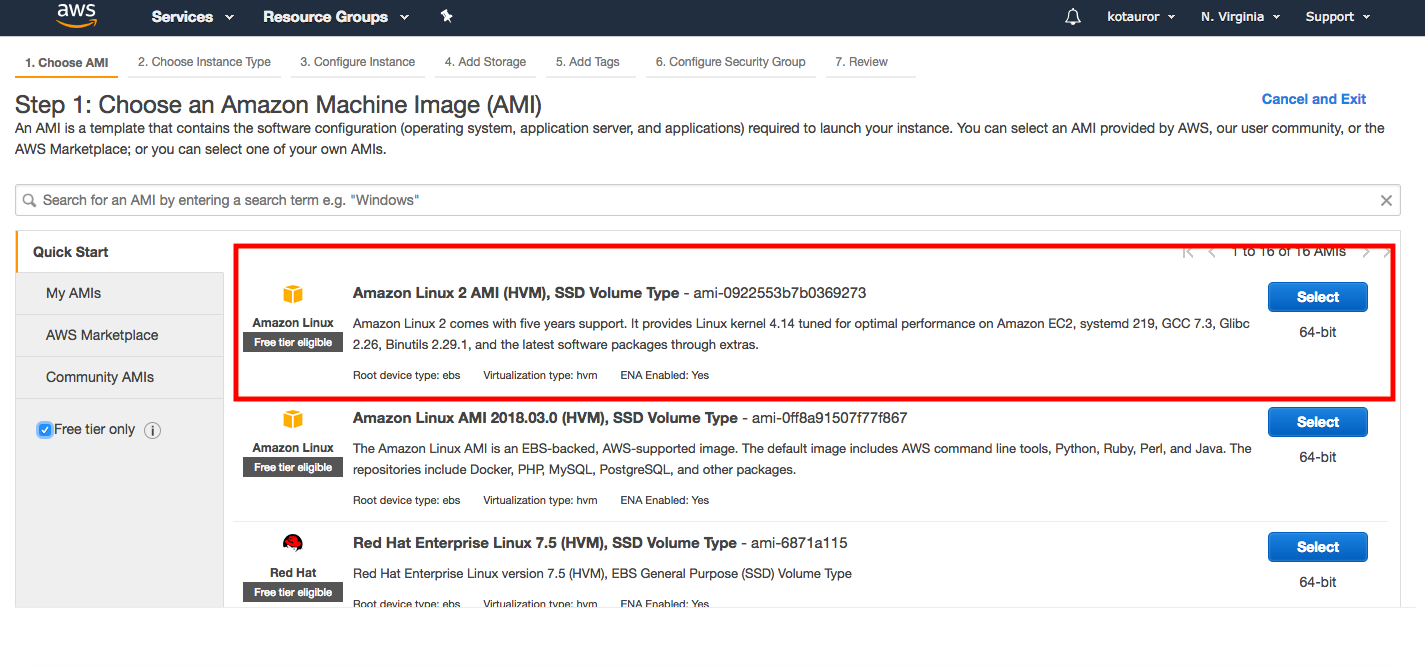 aws Services Resource Groups kotauror N. Virginia Support
1. Choose AMI 2. Choose Instance Type 3. Configure Instance 4. Add Storage 5. Add Tags 6. Configure Security Group 7. Review
Step 1: Choose an Amazon Machine Image (AMI)
Cancel and Exit
An AMI is a template that contains the software configuration (operating system, application server, and applications) required to launch your instance. You can select an AMI provided by AWS, our user community, or the
AWS Marketplace; or you can select one of your own AMIs.
Search for an AMI by entering a search term e.g. "Windows"
Quick Start
My AMIs
AWS Marketplace
Community AMIs
Free tier only
1 to 16 of 16 AMIs
Amazon Linux
Free tier eligible
Amazon Linux 2 AMI (HVM), SSD Volume Type - ami-0922553b7b0369273
Amazon Linux 2 comes with five years support. It provides Linux kernel 4.14 tuned for optimal performance on Amazon EC2, systemd 219, GCC 7.3, Glibc
2.26, Binutils 2.29.1, and the latest software packages through extras.
Root device type: ebs Virtualization type: hvm ENA Enabled: Yes
Select
64-bit
Amazon Linux
Free tier eligible
Amazon Linux AMI 2018.03.0 (HVM), SSD Volume Type - ami-0ff8a91507f77f867
The Amazon Linux AMI is an EBS-backed, AWS-supported image. The default image includes AWS command line tools, Python, Ruby, Perl, and Java. The
repositories include Docker, PHP, MySQL, PostgreSQL, and other packages.
Root device type: ebs Virtualization type: hvm ENA Enabled: Yes
Select
64-bit
Red Hat
Free tier eligible
Red Hat Enterprise Linux 7.5 (HVM), SSD Volume Type - ami-6871a115
Red Hat Enterprise Linux version 7.5 (HVM), EBS General Purpose (SSD) Volume Type
Root device type: ebs Virtualization type: hvm ENA Enabled: Yes
Select
64-bit